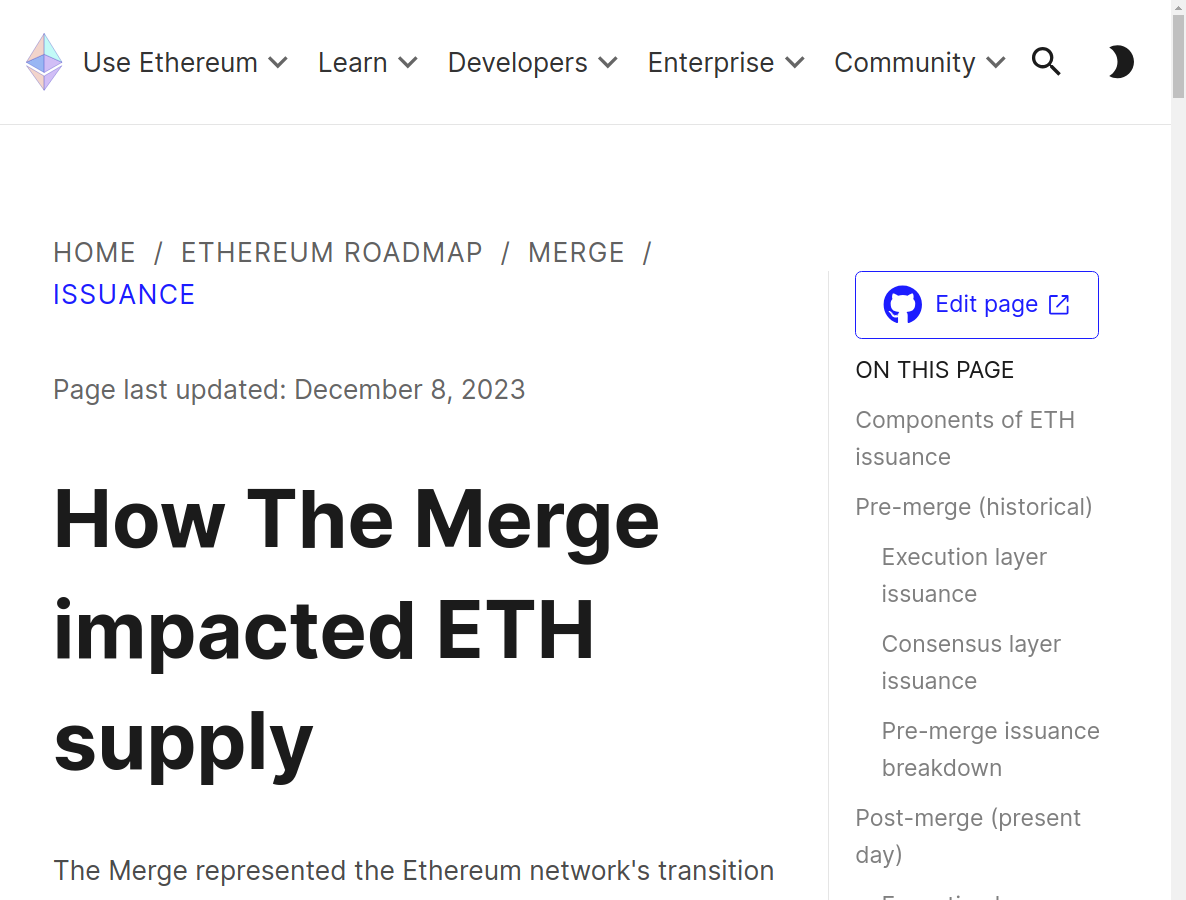 Use Ethereum Learn Developers Enterprise Community
HOME / ETHEREUM ROADMAP / MERGE /
ISSUANCE
Page last updated: December 8, 2023
How The Merge
impacted ETH
supply
The Merge represented the Ethereum network's transition
Edit page
ON THIS PAGE
Components of ETH
issuance
Pre-merge (historical)
Execution layer
issuance
Consensus layer
issuance
Pre-merge issuance
breakdown
Post-merge (present
day)